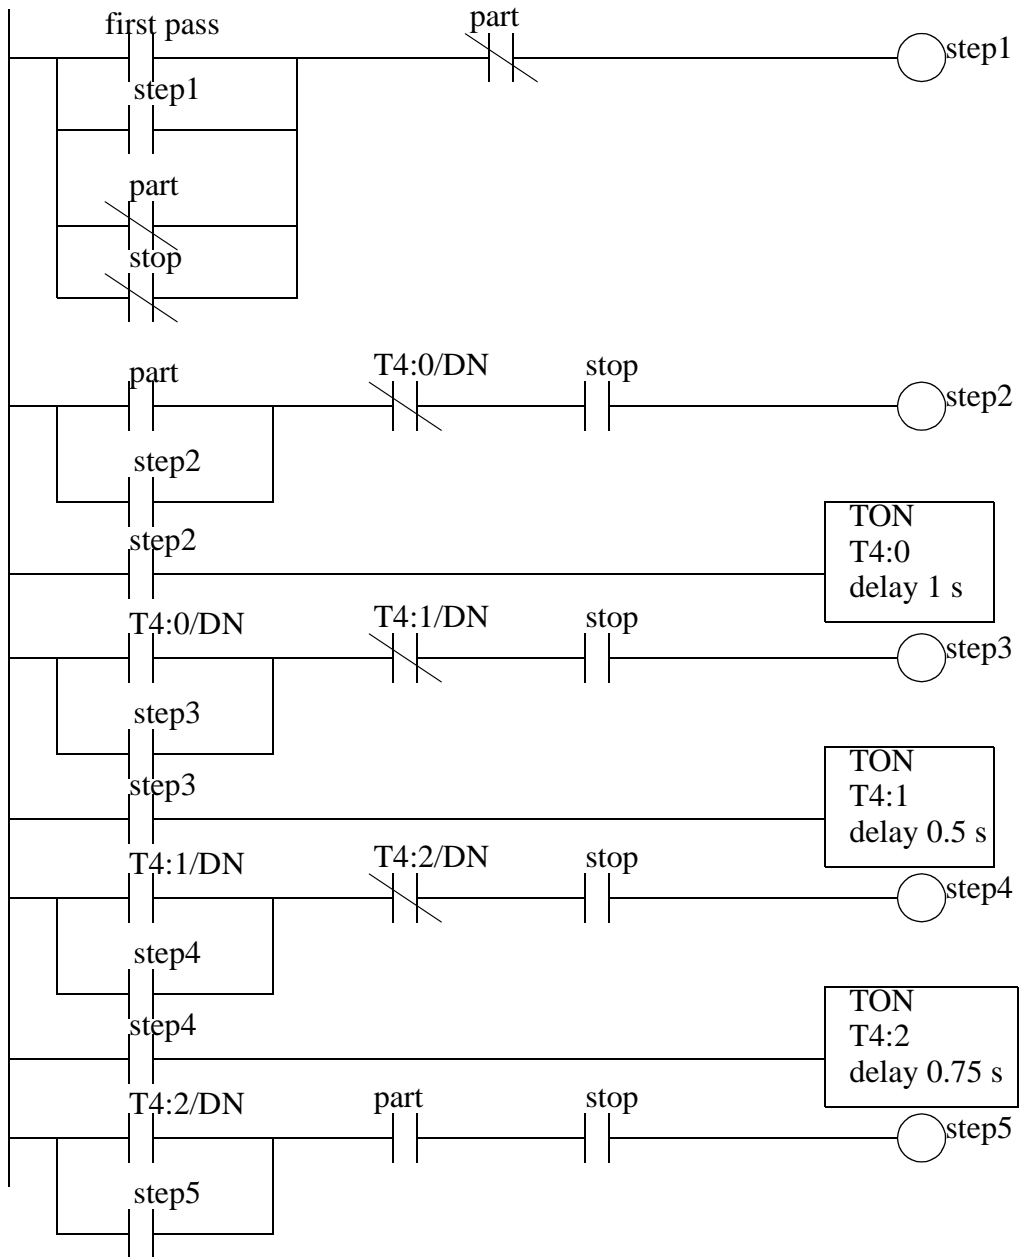 first pass
part
step1
step1
part
stop
part
T4:0/DN
stop
step2
step2
step2
TON
T4:0
delay 1 s
T4:0/DN
T4:1/DN
stop
step3
step3
step3
TON
T4:1
delay 0.5 s
T4:1/DN
T4:2/DN
stop
step4
step4
step4
TON
T4:2
delay 0.75 s
T4:2/DN
part
stop
step5
step5